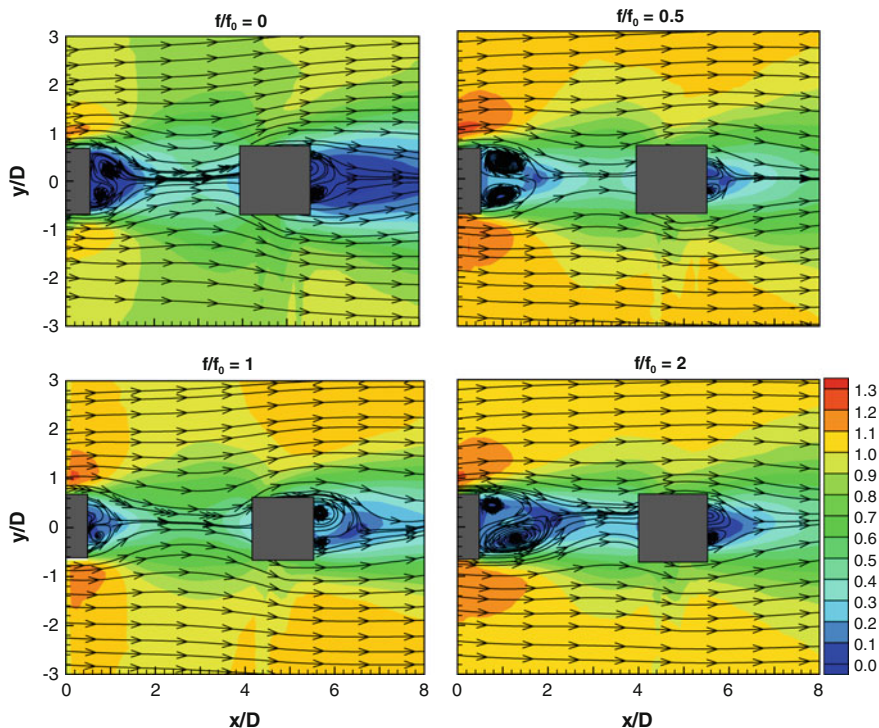 f/f₀ = 0
f/f₀ = 0.5
3
2
1
0
-1
-2
-3
y/D
f/f₀ = 1
f/f₀ = 2
3
2
1
0
-1
-2
-3
y/D
0 2 4 6 8
0 2 4 6 8
x/D
x/D
1.3
1.2
1.1
1.0
0.9
0.8
0.7
0.6
0.5
0.4
0.3
0.2
0.1
0.0